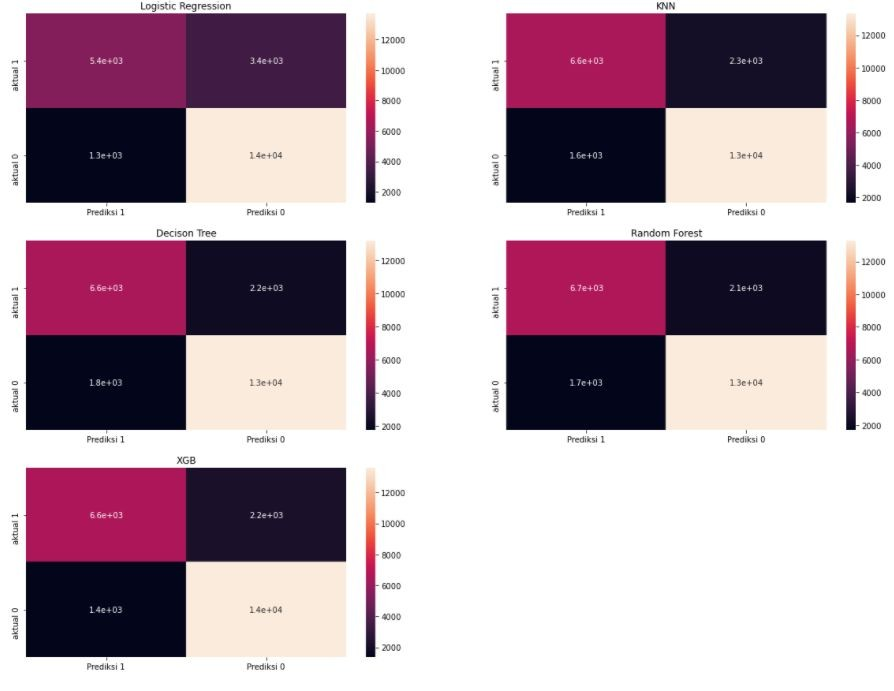 Logistic Regression
aktual 1
5.4e+03 3.4e+03
aktual 0
1.3e+03 1.4e+04
Prediksi 1 Prediksi 0
12000
10000
8000
6000
4000
2000
KNN
aktual 1
6.6e+03 2.3e+03
aktual 0
1.6e+03 1.3e+04
Prediksi 1 Prediksi 0
12000
10000
8000
6000
4000
2000
Decison Tree
aktual 1
6.6e+03 2.2e+03
aktual 0
1.8e+03 1.3e+04
Prediksi 1 Prediksi 0
12000
10000
8000
6000
4000
2000
Random Forest
aktual 1
6.7e+03 2.1e+03
aktual 0
1.7e+03 1.3e+04
Prediksi 1 Prediksi 0
12000
10000
8000
6000
4000
2000
XGB
aktual 1
6.6e+03 2.2e+03
aktual 0
1.4e+03 1.4e+04
Prediksi 1 Prediksi 0
12000
10000
8000
6000
4000
2000